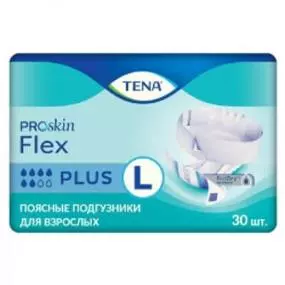 TENA
PROskin
Flex
PLUS
L
ПОЯСНЫЕ ПОДГУЗНИКИ
ДЛЯ ВЗРОСЛЫХ
30 шт.